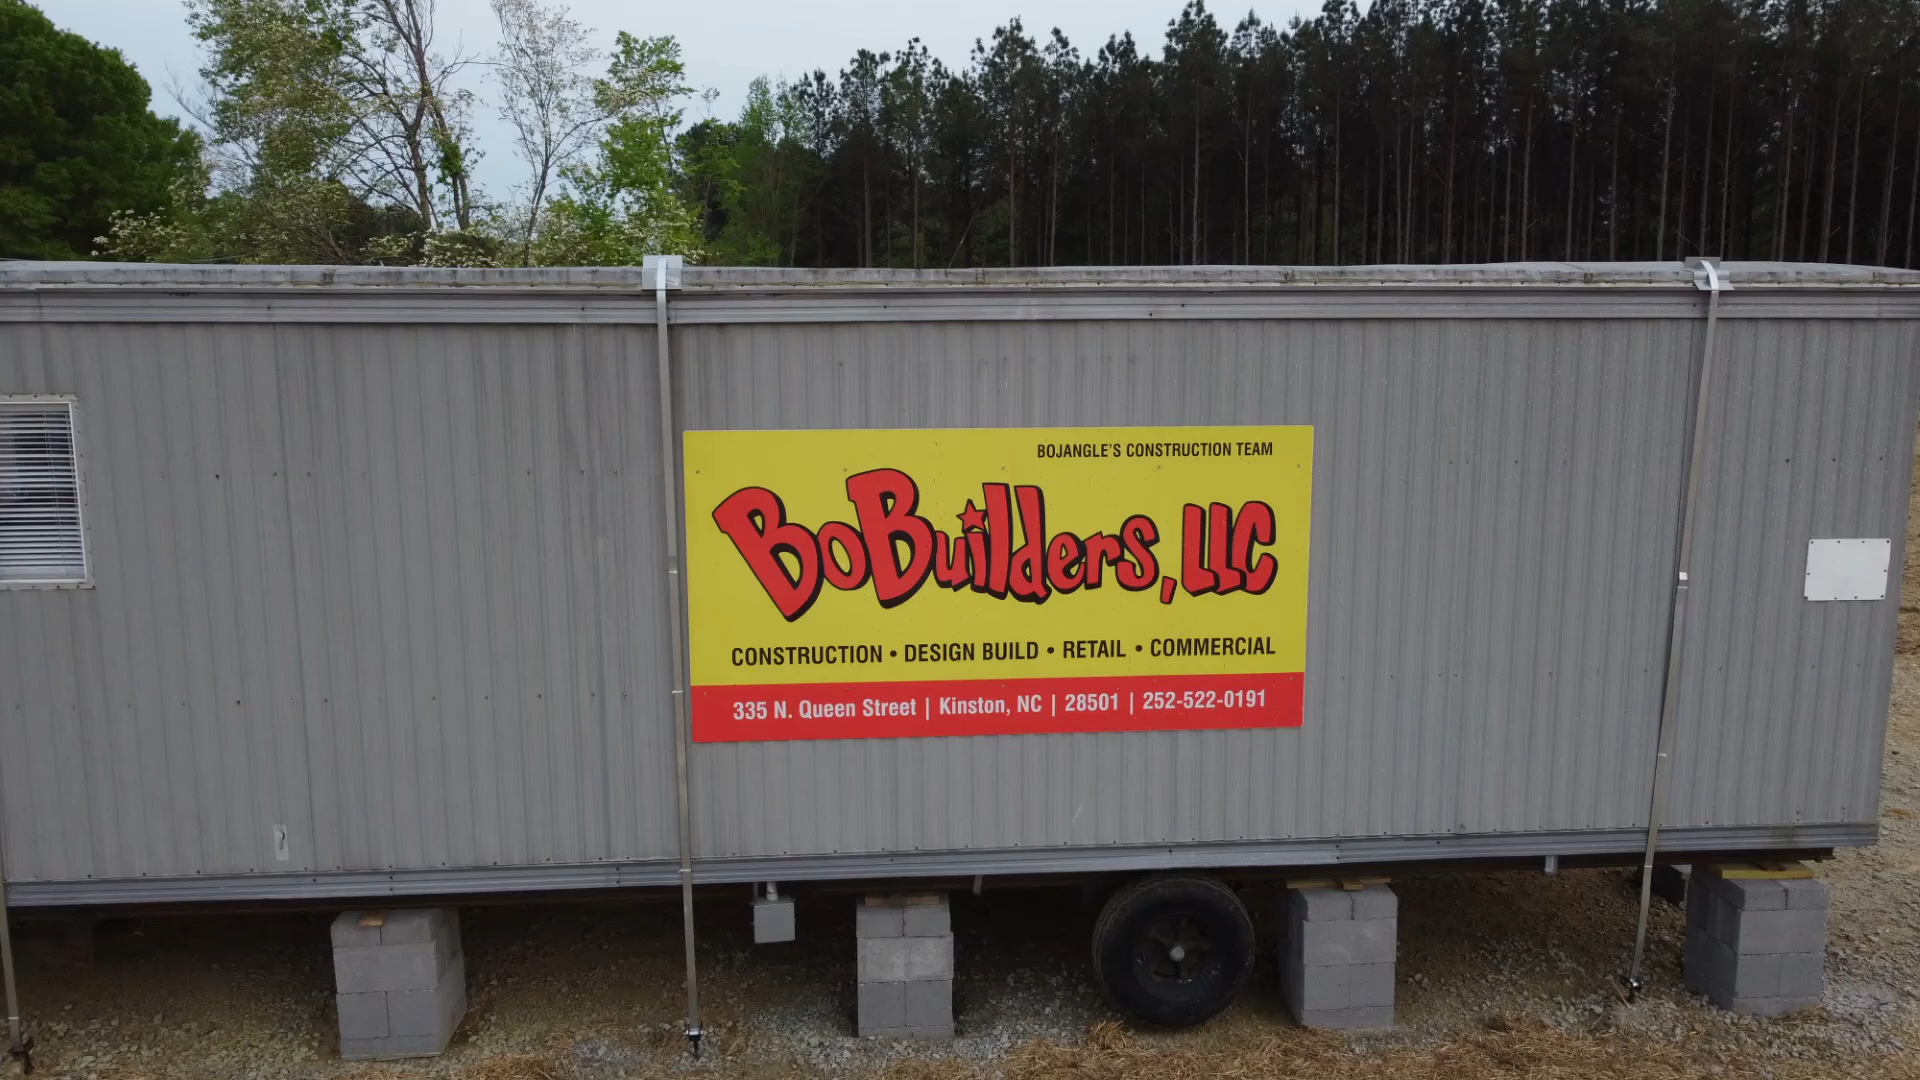 BOJANGLE'S CONSTRUCTION TEAM
BoBuilders, LLC
CONSTRUCTION • DESIGN BUILD • RETAIL • COMMERCIAL
335 N. Queen Street | Kinston, NC | 28501 | 252-522-0191